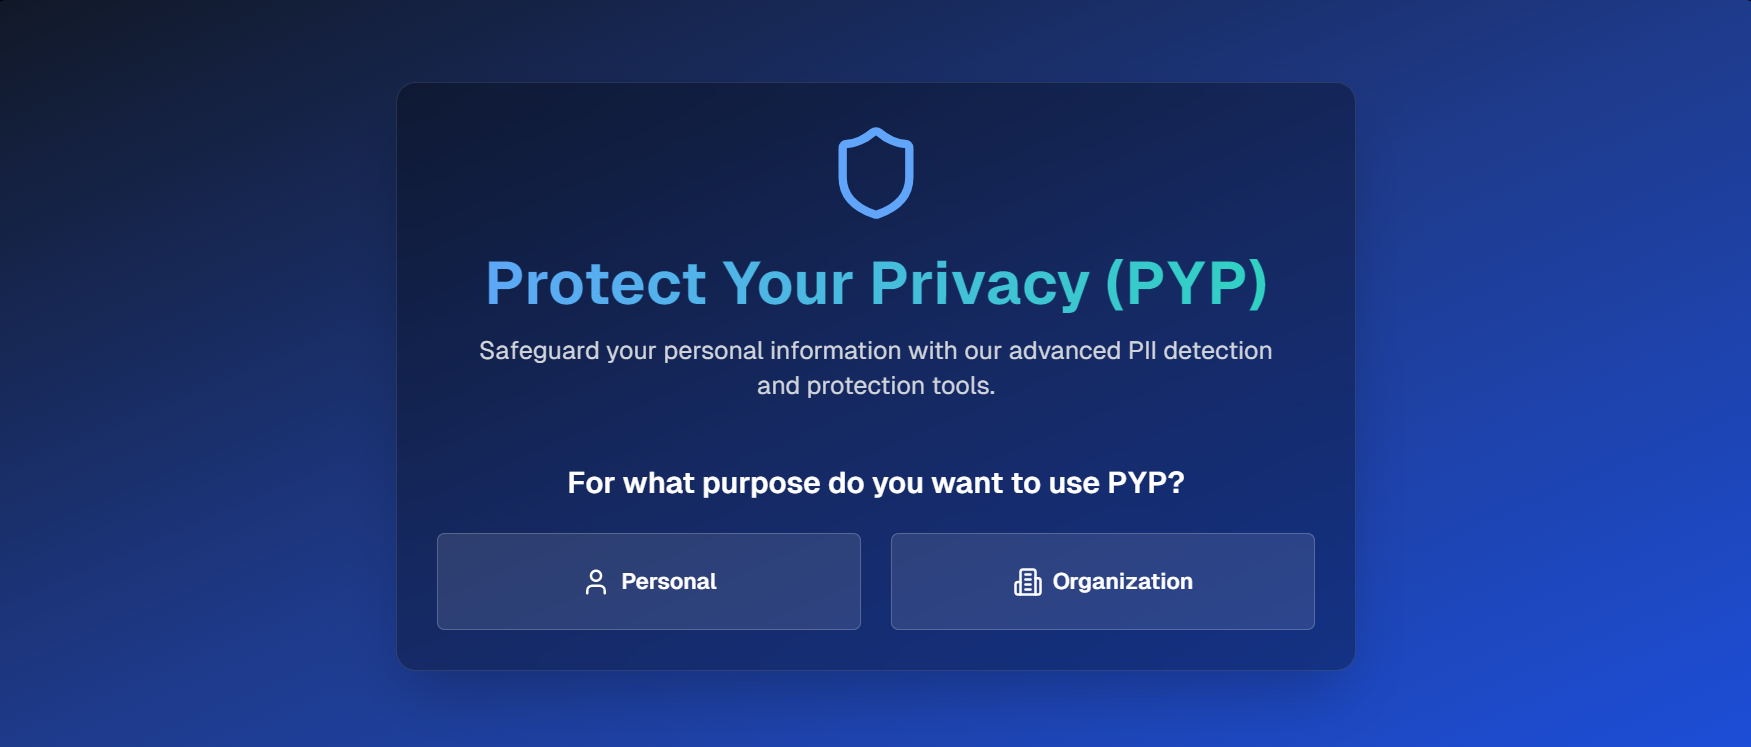 Protect Your Privacy (PYP)
Safeguard your personal information with our advanced PII detection
and protection tools.
For what purpose do you want to use PYP?
Personal
Organization